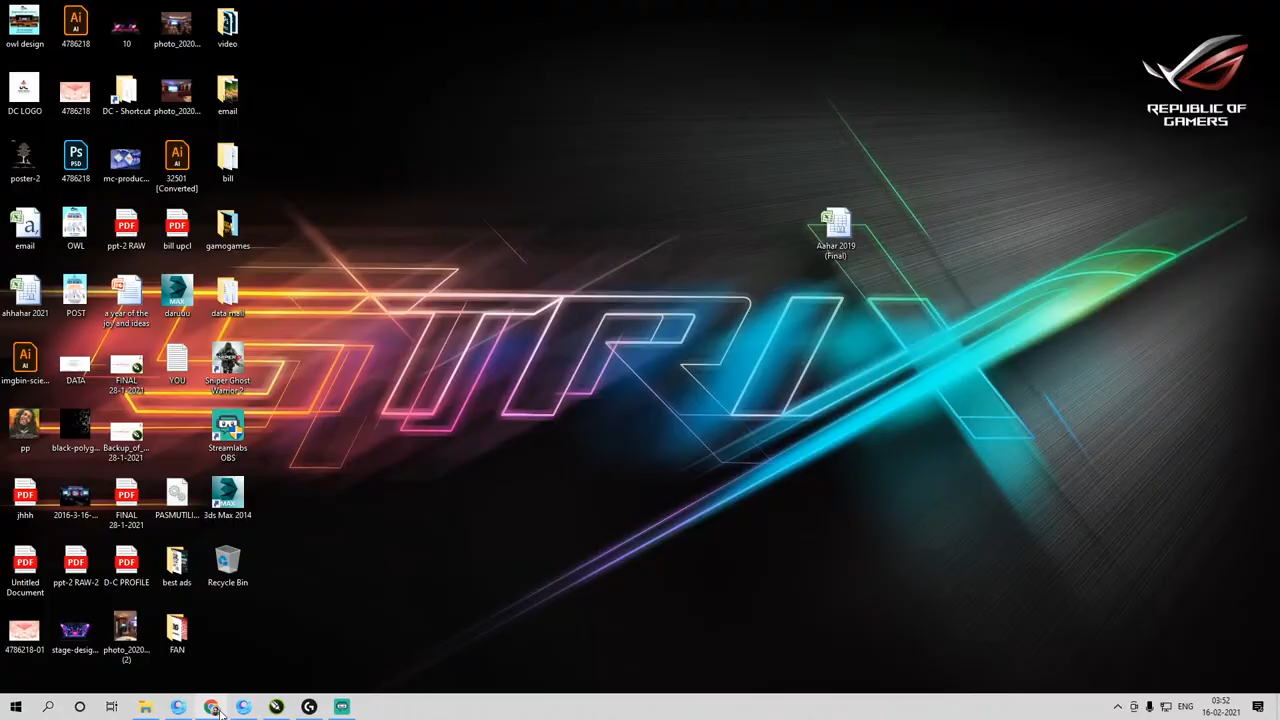 owl design
4786218
10
photo_2020...
video
DC LOGO
4786218
DC - Shortcut
photo_2020...
email
poster-2
4786218
mc-produc...
32501
[Converted]
bill
email
OWL
ppt-2 RAW
bill upcl
gamogames
ahhahar 2021
POST
a year of the
joy and ideas
daruuu
data mall
imgbin-scie...
DATA
FINAL
28-1-2021
YOU
Sniper Ghost
Warrior 2
pp
black-polyg...
Backup_of_...
28-1-2021
Streamlabs
OBS
jhhh
2016-3-16-...
FINAL
28-1-2021
PASMUTILI...
3ds Max 2014
Untitled
Document
ppt-2 RAW-2
D-C PROFILE
best ads
Recycle Bin
4786218-01
stage-desig...
photo_2020...
(2)
FAN
Aahar 2019
(Final)
REPUBLIC OF
GAMERS
STRIX
ENG
03:52
16-02-2021